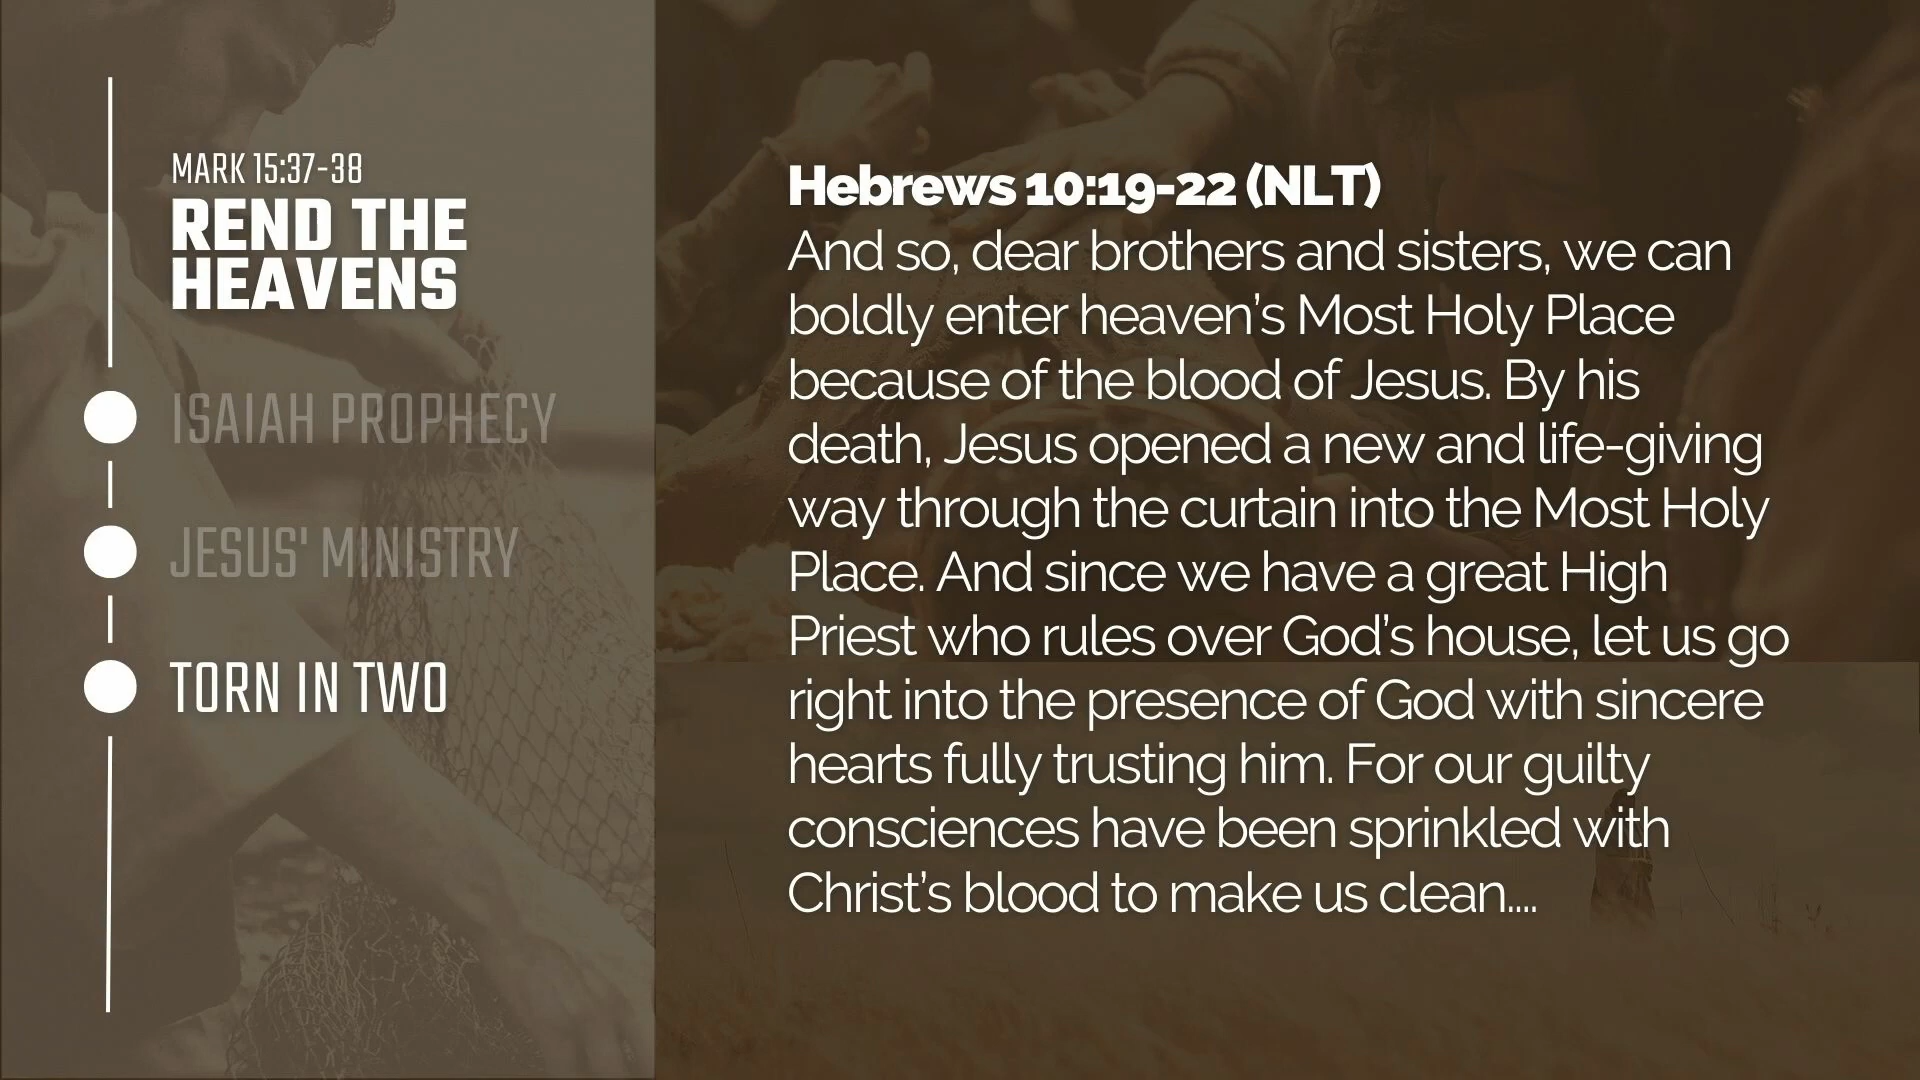 MARK 15:37-38
REND THE
HEAVENS
ISAIAH PROPHECY
JESUS' MINISTRY
TORN IN TWO
Hebrews 10:19-22 (NLT)
And so, dear brothers and sisters, we can
boldly enter heaven’s Most Holy Place
because of the blood of Jesus. By his
death, Jesus opened a new and life-giving
way through the curtain into the Most Holy
Place. And since we have a great High
Priest who rules over God’s house, let us go
right into the presence of God with sincere
hearts fully trusting him. For our guilty
consciences have been sprinkled with
Christ’s blood to make us clean....